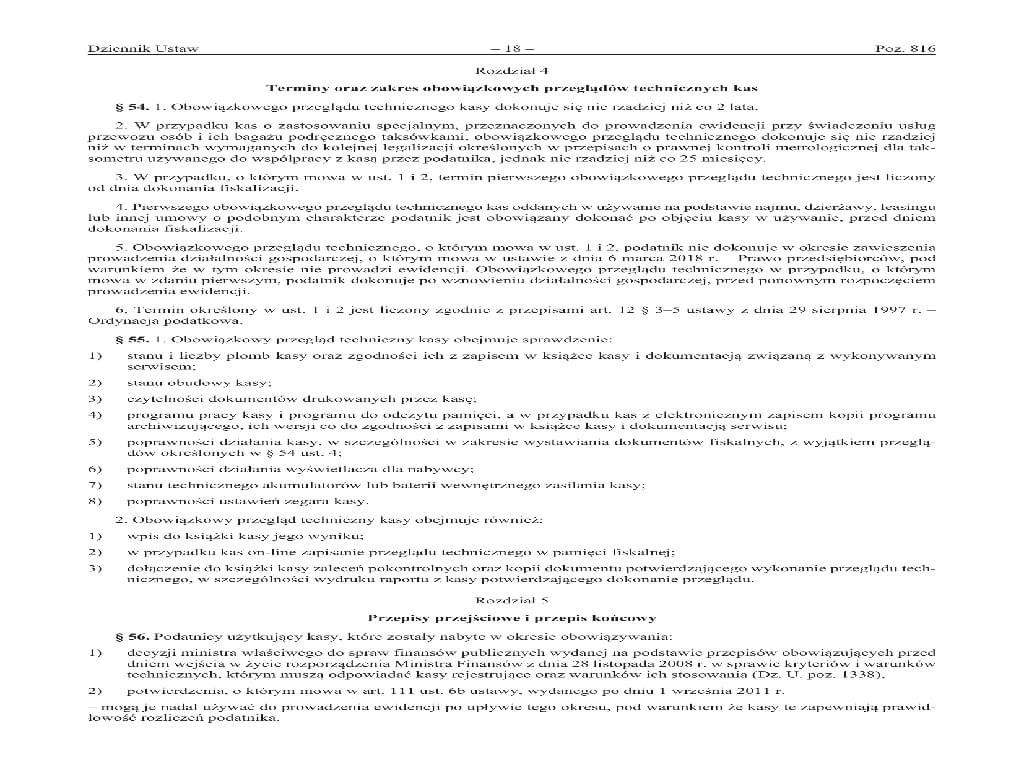 Dziennik Ustaw – 18 – Poz. 816
Rozdział 4
Terminy oraz zakres obowiązkowych przeglądów technicznych kas
§ 54. 1. Obowiązkowego przeglądu technicznego kasy dokonuje się nie rzadziej niż co 2 lata.
2. W przypadku kas o zastosowaniu specjalnym, przeznaczonych do prowadzenia ewidencji przy świadczeniu usług
przewozu osób i ich bagażu podręcznego taksówkami, obowiązkowego przeglądu technicznego dokonuje się nie rzadziej
niż w terminach wymaganych do kolejnej legalizacji określonych w przepisach o prawnej kontroli metrologicznej dla tak-
sometru używanego do współpracy z kasą przez podatnika, jednak nie rzadziej niż co 25 miesięcy.
3. W przypadku, o którym mowa w ust. 1 i 2, termin pierwszego obowiązkowego przeglądu technicznego jest liczony
od dnia dokonania fiskalizacji.
4. Pierwszego obowiązkowego przeglądu technicznego kas oddanych w używanie na podstawie najmu, dzierżawy, leasingu
lub innej umowy o podobnym charakterze podatnik jest obowiązany dokonać po objęciu kasy w używanie, przed dniem
dokonania fiskalizacji.
5. Obowiązkowego przeglądu technicznego, o którym mowa w ust. 1 i 2, podatnik nie dokonuje w okresie zawieszenia
prowadzenia działalności gospodarczej, o którym mowa w ustawie z dnia 6 marca 2018 r. – Prawo przedsiębiorców, pod
warunkiem że w tym okresie nie prowadzi ewidencji. Obowiązkowego przeglądu technicznego w przypadku, o którym
mowa w zdaniu pierwszym, podatnik dokonuje po wznowieniu działalności gospodarczej, przed ponownym rozpoczęciem
prowadzenia ewidencji.
6. Termin określony w ust. 1 i 2 jest liczony zgodnie z przepisami art. 12 § 3–5 ustawy z dnia 29 sierpnia 1997 r. –
Ordynacja podatkowa.
§ 55. 1. Obowiązkowy przegląd techniczny kasy obejmuje sprawdzenie:
1) stanu i liczby plomb kasy oraz zgodności ich z zapisem w książce kasy i dokumentacją związaną z wykonywanym
serwisem;
2) stanu obudowy kasy;
3) czytelności dokumentów drukowanych przez kasę;
4) programu pracy kasy i programu do odczytu pamięci, a w przypadku kas z elektronicznym zapisem kopii programu
archiwizującego, ich wersji co do zgodności z zapisami w książce kasy i dokumentacją serwisu;
5) poprawności działania kasy, w szczególności w zakresie wystawiania dokumentów fiskalnych, z wyjątkiem przeglą-
dów określonych w § 54 ust. 4;
6) poprawności działania wyświetlacza dla nabywcy;
7) stanu technicznego akumulatorów lub baterii wewnętrznego zasilania kasy;
8) poprawności ustawień zegara kasy.
2. Obowiązkowy przegląd techniczny kasy obejmuje również:
1) wpis do książki kasy jego wyniku;
2) w przypadku kas on-line zapisanie przeglądu technicznego w pamięci fiskalnej;
3) dołączenie do książki kasy zaleceń pokontrolnych oraz kopii dokumentu potwierdzającego wykonanie przeglądu tech-
nicznego, w szczególności wydruku raportu z kasy potwierdzającego dokonanie przeglądu.
Rozdział 5
Przepisy przejściowe i przepis końcowy
§ 56. Podatnicy użytkujący kasy, które zostały nabyte w okresie obowiązywania:
1) decyzji ministra właściwego do spraw finansów publicznych wydanej na podstawie przepisów obowiązujących przed
dniem wejścia w życie rozporządzenia Ministra Finansów z dnia 28 listopada 2008 r. w sprawie kryteriów i warunków
technicznych, którym muszą odpowiadać kasy rejestrujące oraz warunków ich stosowania (Dz. U. poz. 1338),
2) potwierdzenia, o którym mowa w art. 111 ust. 6b ustawy, wydanego po dniu 1 września 2011 r.
– mogą je nadal używać do prowadzenia ewidencji po upływie tego okresu, pod warunkiem że kasy te zapewniają prawid-
łowość rozliczeń podatnika.